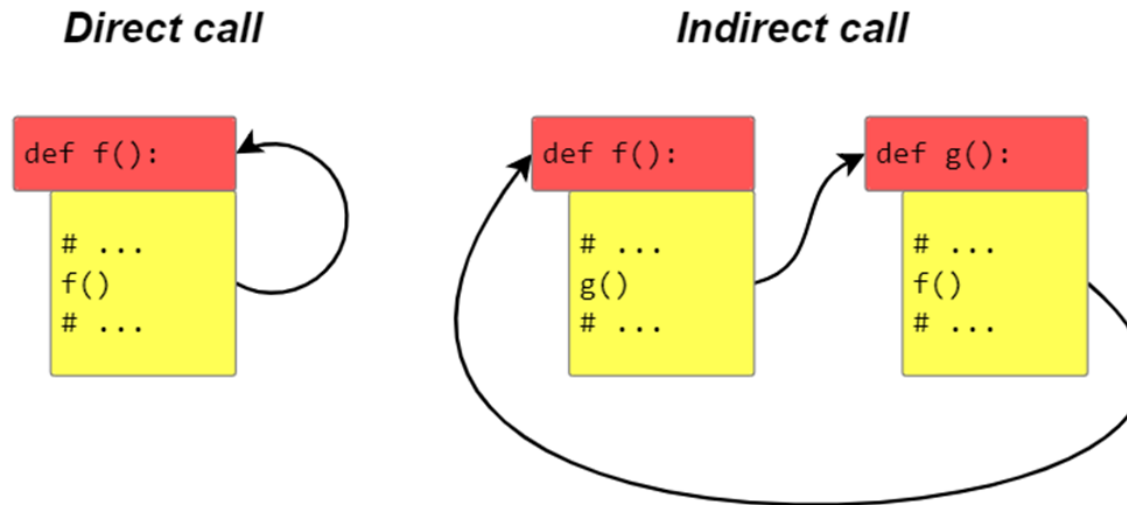 Direct call
def f():
# ...
f()
# ...
Indirect call
def f():
# ...
g()
# ...
def g():
# ...
f()
# ...